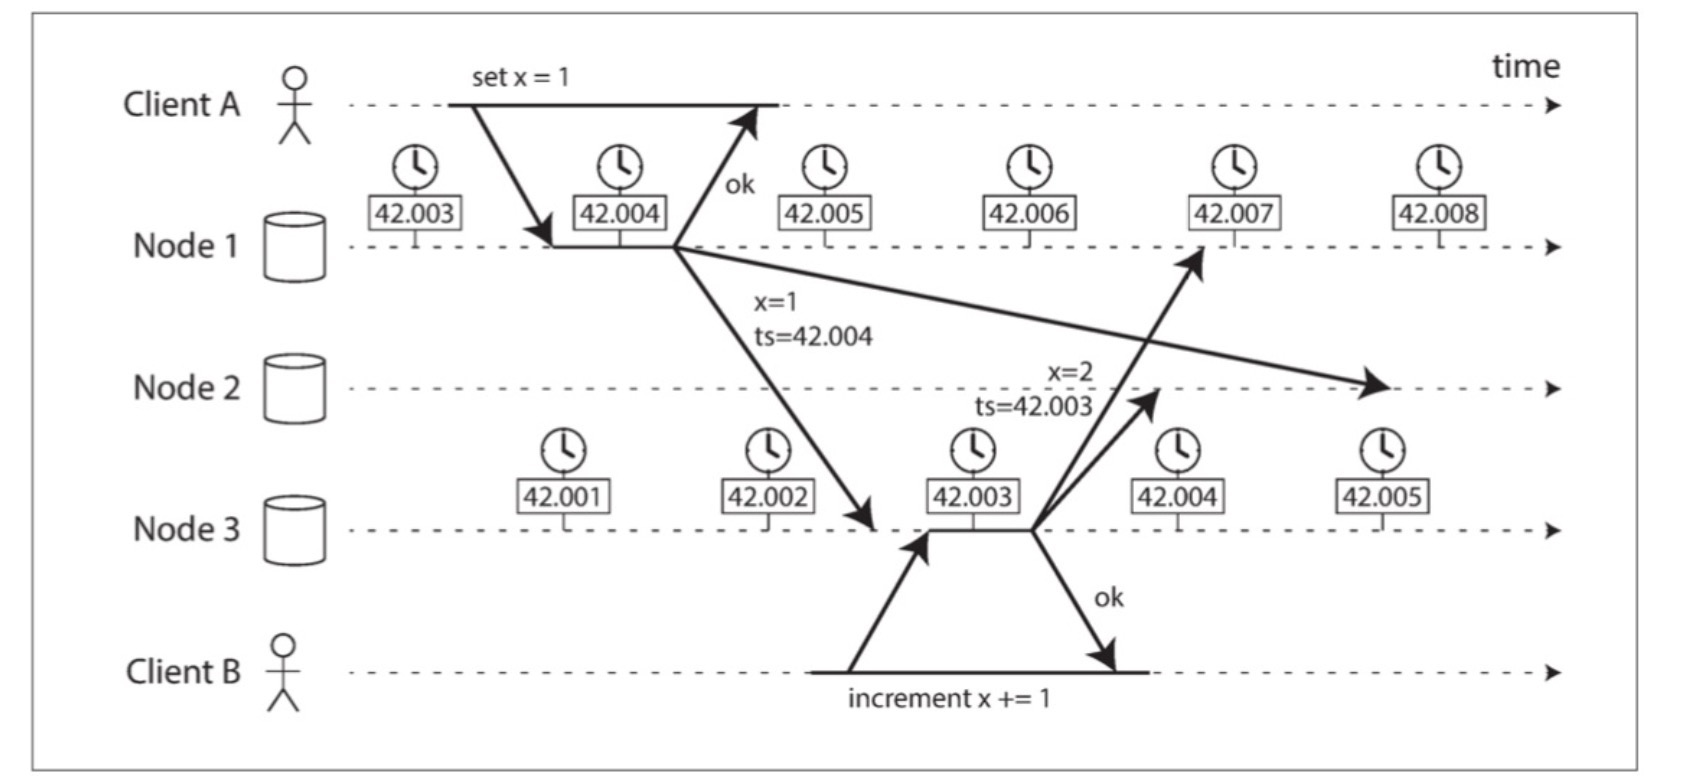 time
set x = 1
Client A
ok
42.003
42.004
42.005
42.006
42.007
42.008
Node 1
x=1
ts=42.004
x=2
ts=42.003
Node 2
42.001
42.002
42.003
42.004
42.005
Node 3
ok
Client B
increment x += 1